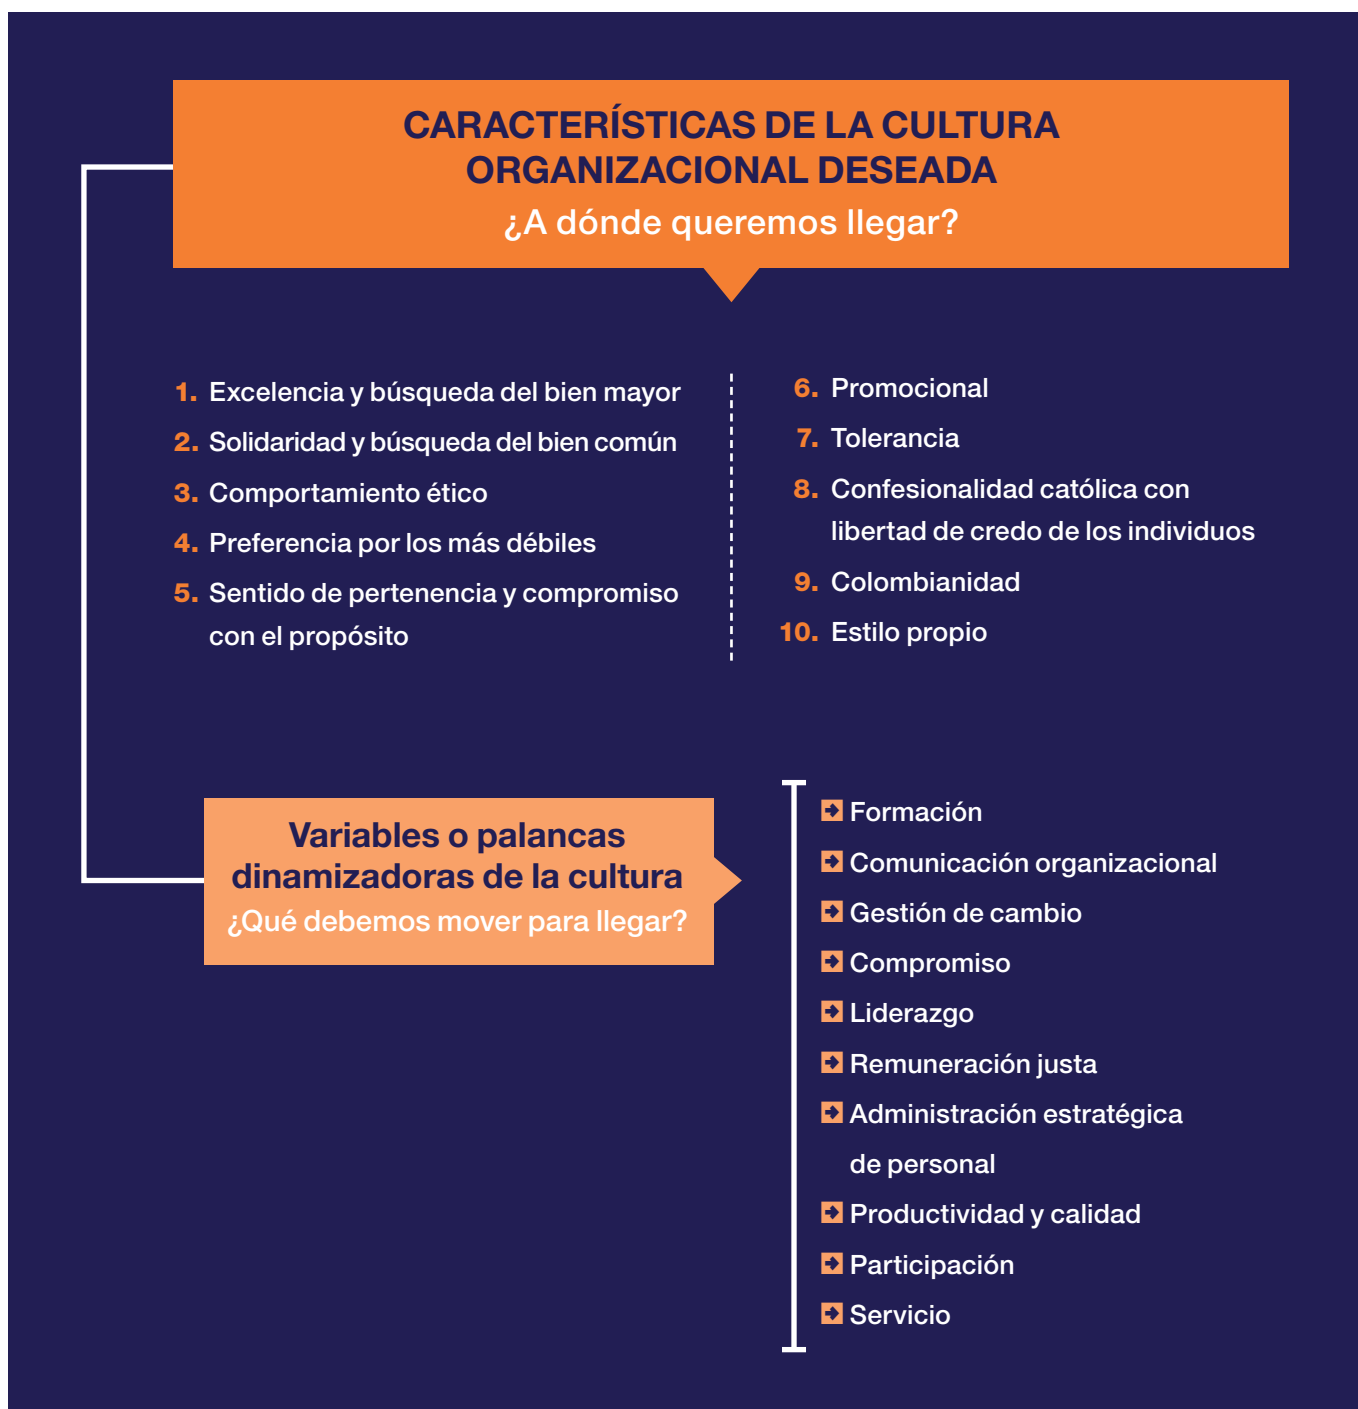 CARACTERÍSTICAS DE LA CULTURA
ORGANIZACIONAL DESEADA
¿A dónde queremos llegar?
1. Excelencia y búsqueda del bien mayor
2. Solidaridad y búsqueda del bien común
3. Comportamiento ético
4. Preferencia por los más débiles
5. Sentido de pertenencia y compromiso
con el propósito
6. Promocional
7. Tolerancia
8. Confesionalidad católica con
libertad de credo de los individuos
9. Colombianidad
10. Estilo propio
Variables o palancas
dinamizadoras de la cultura
¿Qué debemos mover para llegar?
Formación
Comunicación organizacional
Gestión de cambio
Compromiso
Liderazgo
Remuneración justa
Administración estratégica
de personal
Productividad y calidad
Participación
Servicio